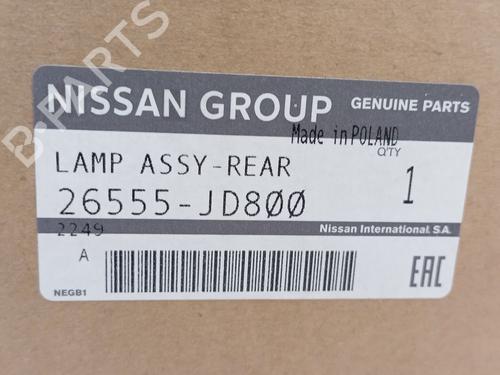 B-PARTS
NISSAN GROUP
GENUINE PARTS
Made in POLAND
Q'TY
LAMP ASSY-REAR
26555-JD800
1
2249
Nissan International. S.A.
A
EAC
NEGB1